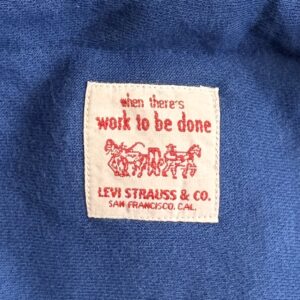 when there's
work to be done
LEVI STRAUSS & CO.
SAN FRANCISCO, CAL.